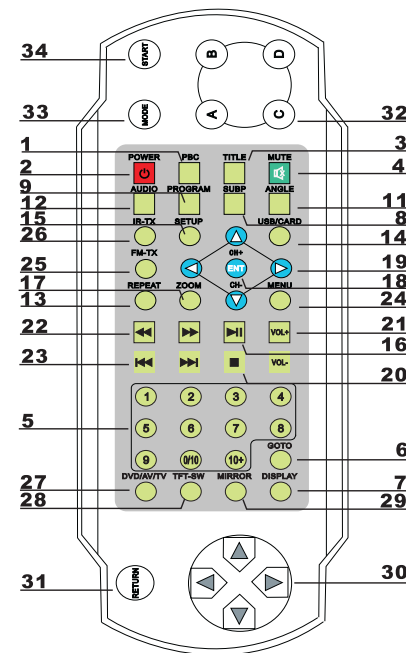 34
START
B
D
33
MODE
A
C
32
1
3
POWER
PBC
TITLE
MUTE
2
4
9
AUDIO
PROGRAM
SUBP
ANGLE
12
11
15
8
IR-TX
SETUP
USB/CARD
26
14
FM-TX
CH+
25
ENT
19
17
18
REPEAT
ZOOM
CH-
MENU
13
24
22
VOL+
21
16
23
VOL-
20
1
2
3
4
5
5
6
7
8
9
0/10
10+
GOTO
6
27
DVD/AV/TV
TFT-SW
MIRROR
DISPLAY
7
28
29
31
RETURN
30